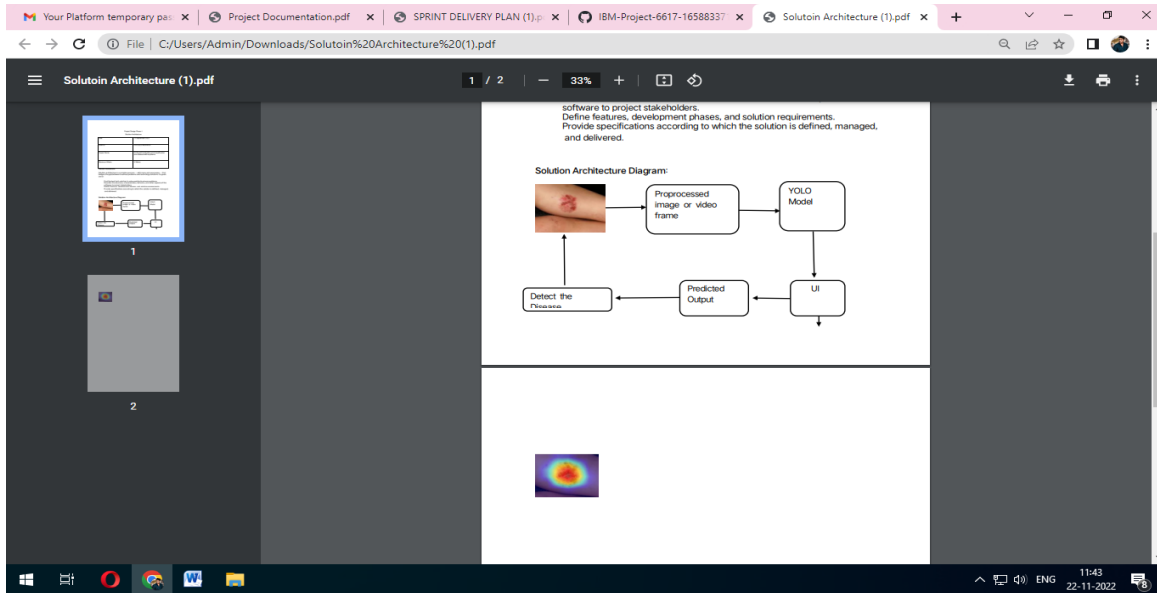 Your Platform temporary pas
Project Documentation.pdf
SPRINT DELIVERY PLAN (1).p
IBM-Project-6617-16588337
Solutoin Architecture (1).pdf
File | C:/Users/Admin/Downloads/Solutoin%20Architecture%20(1).pdf
Solutoin Architecture (1).pdf
1 / 2
33%
software to project stakeholders.
Define features, development phases, and solution requirements.
Provide specifications according to which the solution is defined, managed,
and delivered.
Solution Architecture Diagram:
Proprocessed
image or video
frame
YOLO
Model
UI
Predicted
Output
Detect the
Disease
1
2
ENG
11:43
22-11-2022
8